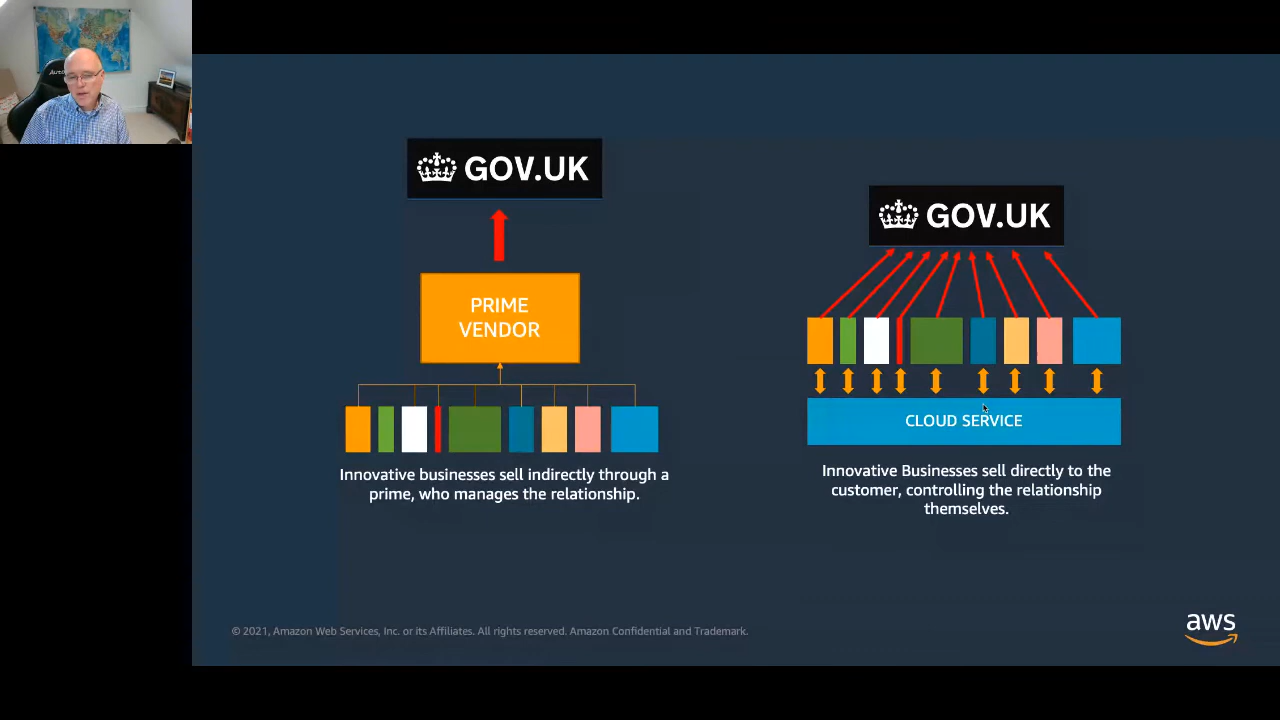 GOV.UK
PRIME
VENDOR
Innovative businesses sell indirectly through a
prime, who manages the relationship.
GOV.UK
CLOUD SERVICE
Innovative Businesses sell directly to the
customer, controlling the relationship
themselves.
© 2021, Amazon Web Services, Inc. or its Affiliates. All rights reserved. Amazon Confidential and Trademark.
aws